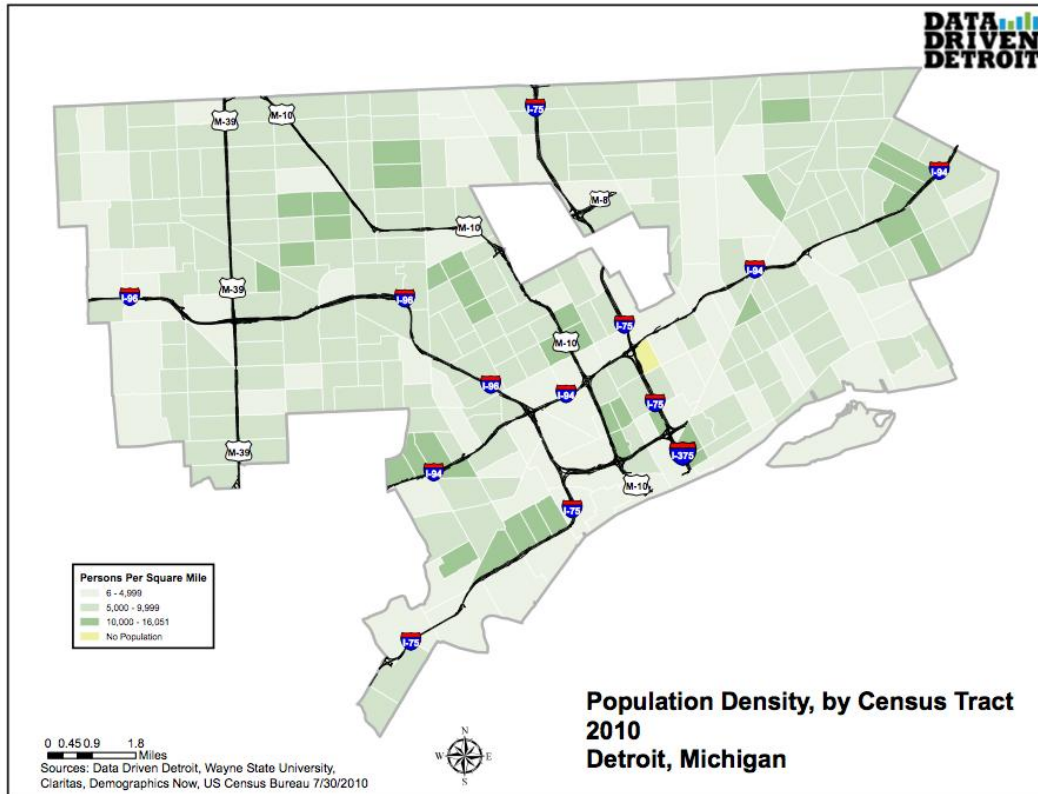 DATA
DRIVEN
DETROIT
M-39
M-10
I-75
I-94
M-8
M-10
I-94
M-39
I-96
I-96
I-75
M-10
I-96
I-94
I-75
M-39
I-94
I-375
M-10
I-75
I-75
Persons Per Square Mile
6 - 4,999
5,000 - 9,999
10,000 - 16,051
No Population
Population Density, by Census Tract
2010
Detroit, Michigan
0 0.45 0.9 1.8
Miles
Sources: Data Driven Detroit, Wayne State University,
Claritas, Demographics Now, US Census Bureau 7/30/2010
N
W E
S